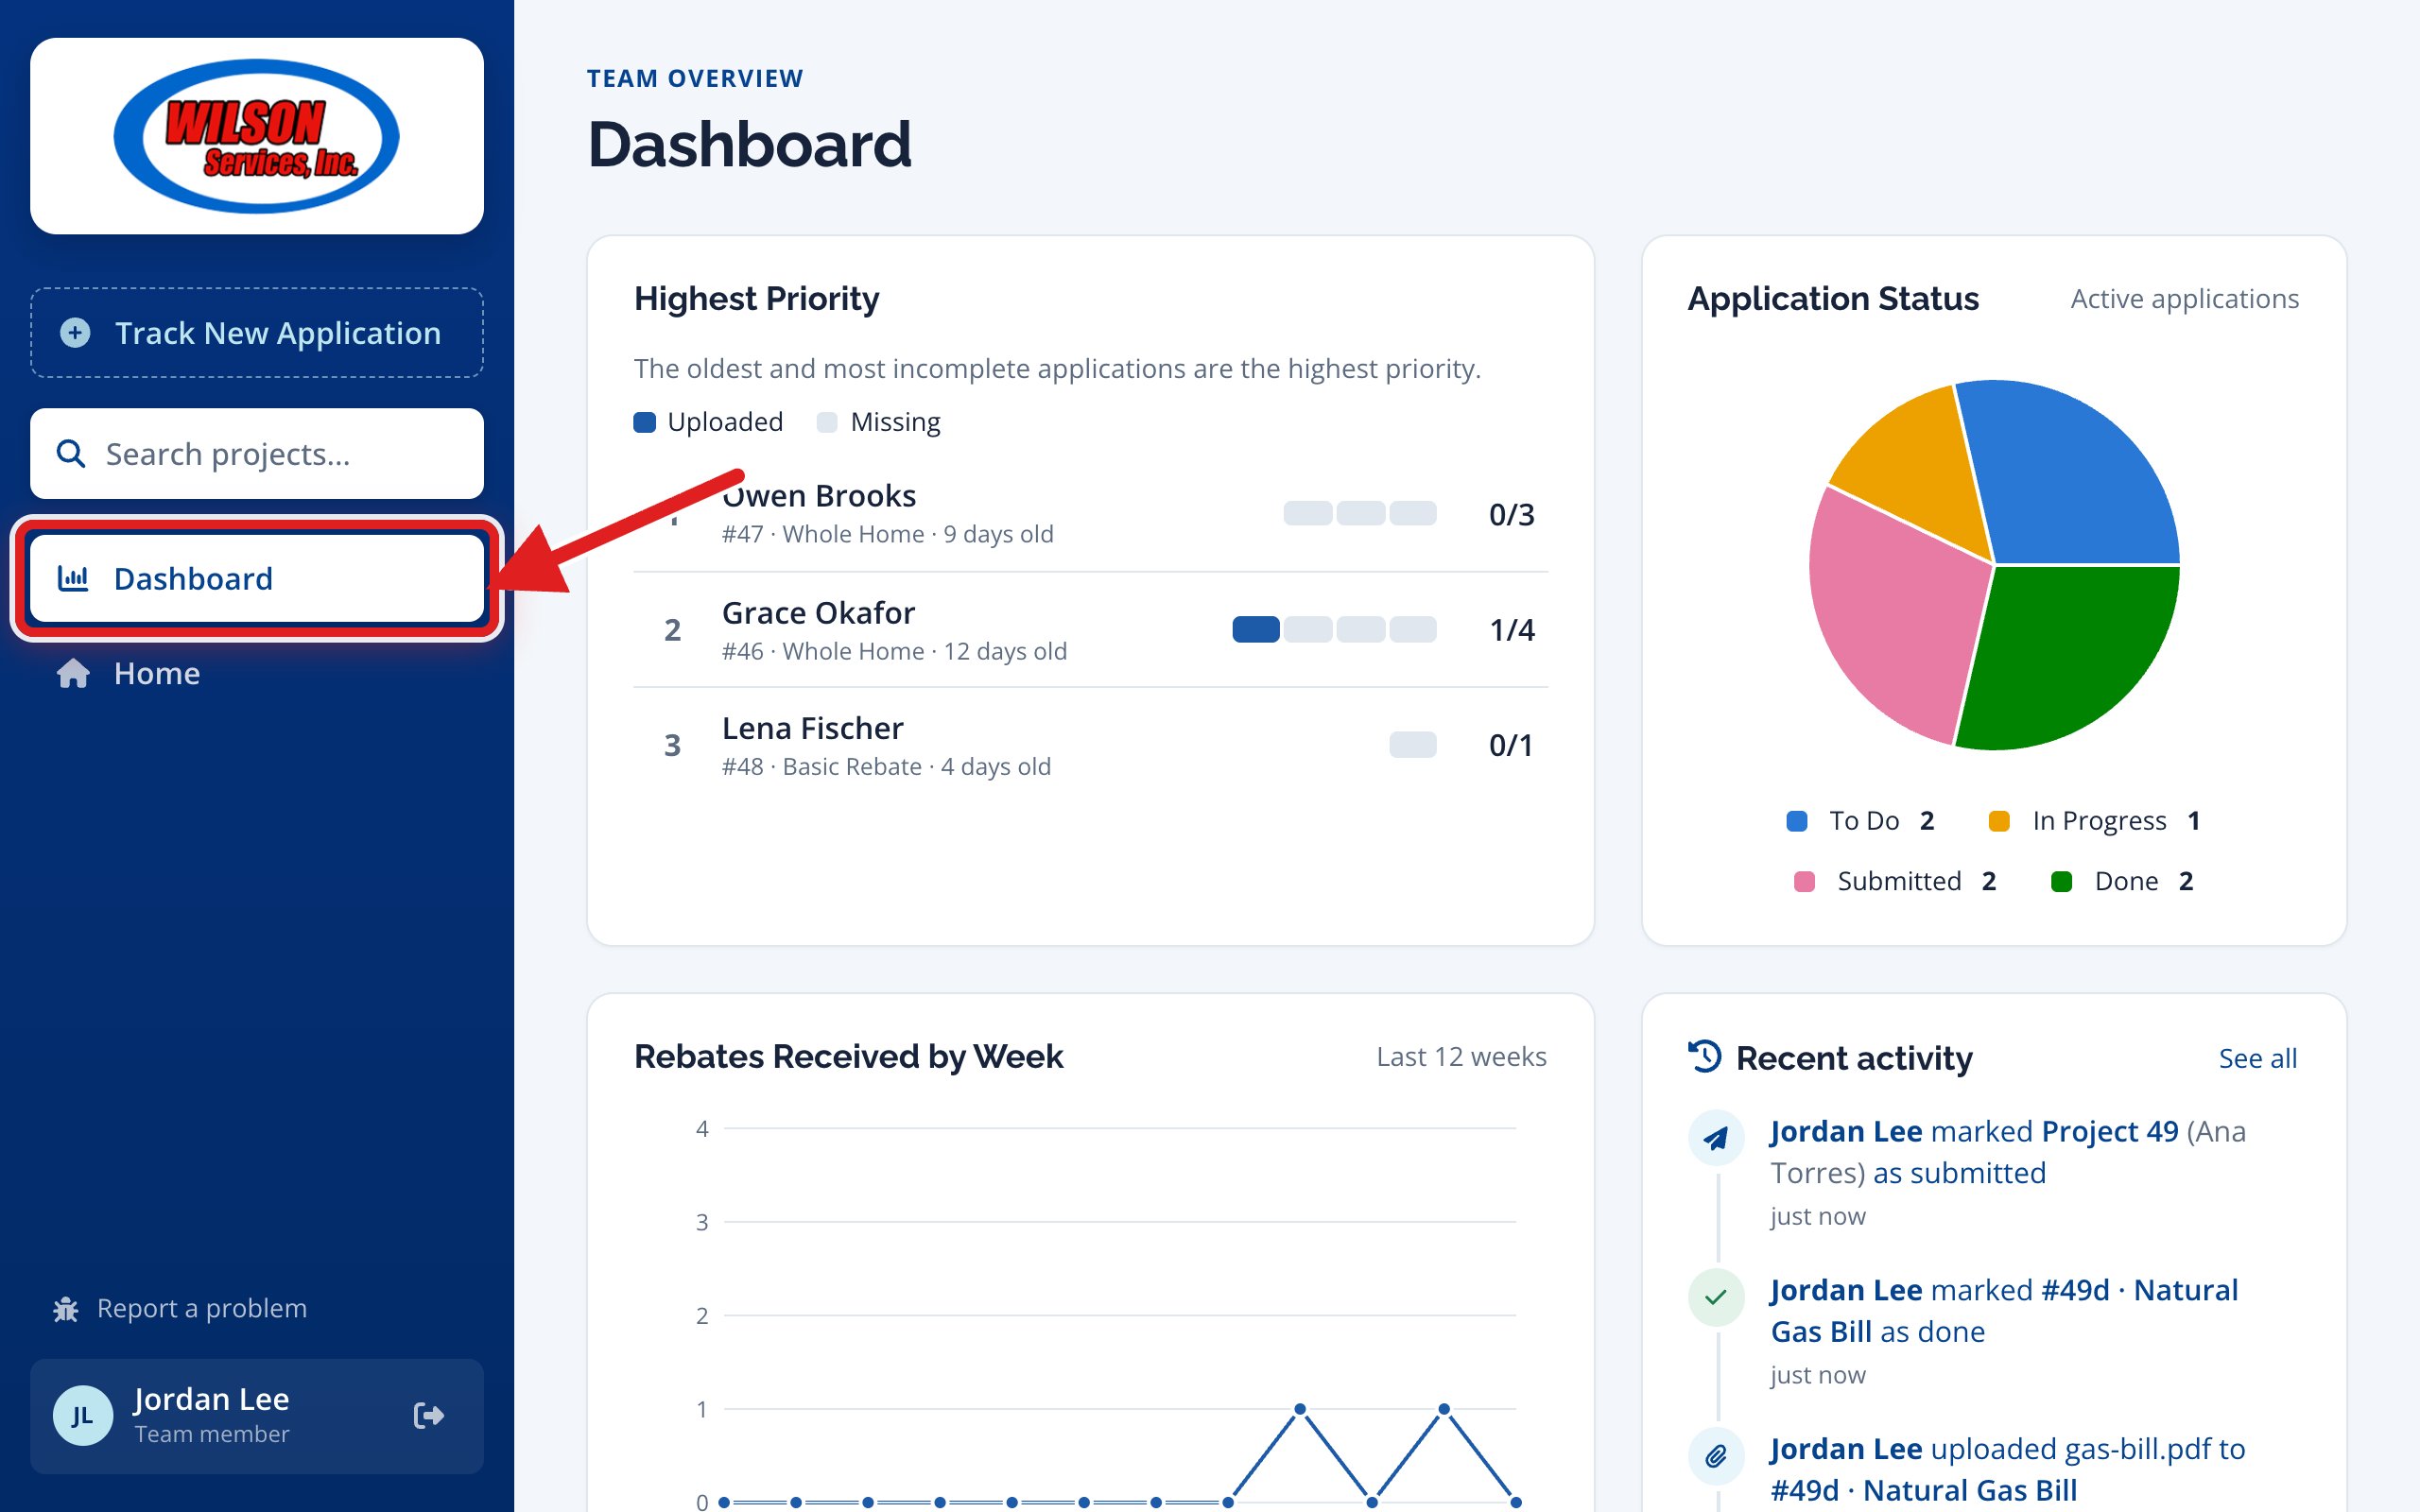 WILSON
Services, Inc.
Track New Application
Search projects...
Dashboard
Home
Report a problem
JL
Jordan Lee
Team member
TEAM OVERVIEW
Dashboard
Highest Priority
The oldest and most incomplete applications are the highest priority.
Uploaded Missing
Owen Brooks
#47 · Whole Home · 9 days old
0/3
2
Grace Okafor
#46 · Whole Home · 12 days old
1/4
3
Lena Fischer
#48 · Basic Rebate · 4 days old
0/1
Application Status Active applications
To Do 2 In Progress 1
Submitted 2 Done 2
Rebates Received by Week Last 12 weeks
4
3
2
1
0
Recent activity See all
Jordan Lee marked Project 49 (Ana
Torres) as submitted
just now
Jordan Lee marked #49d · Natural
Gas Bill as done
just now
Jordan Lee uploaded gas-bill.pdf to
#49d · Natural Gas Bill